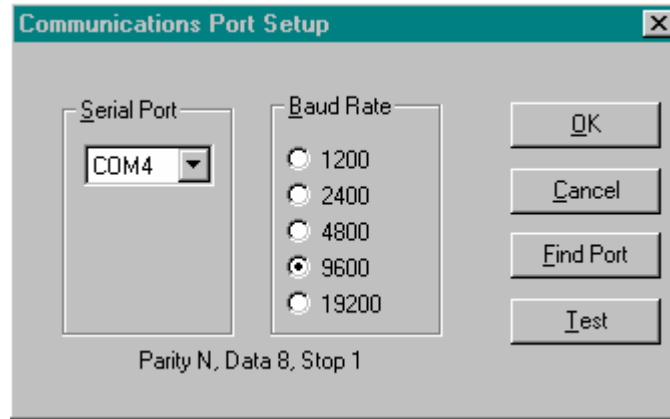 Communications Port Setup
Serial Port
COM4
Baud Rate
1200
2400
4800
9600
19200
OK
Cancel
Find Port
Test
Parity N, Data 8, Stop 1